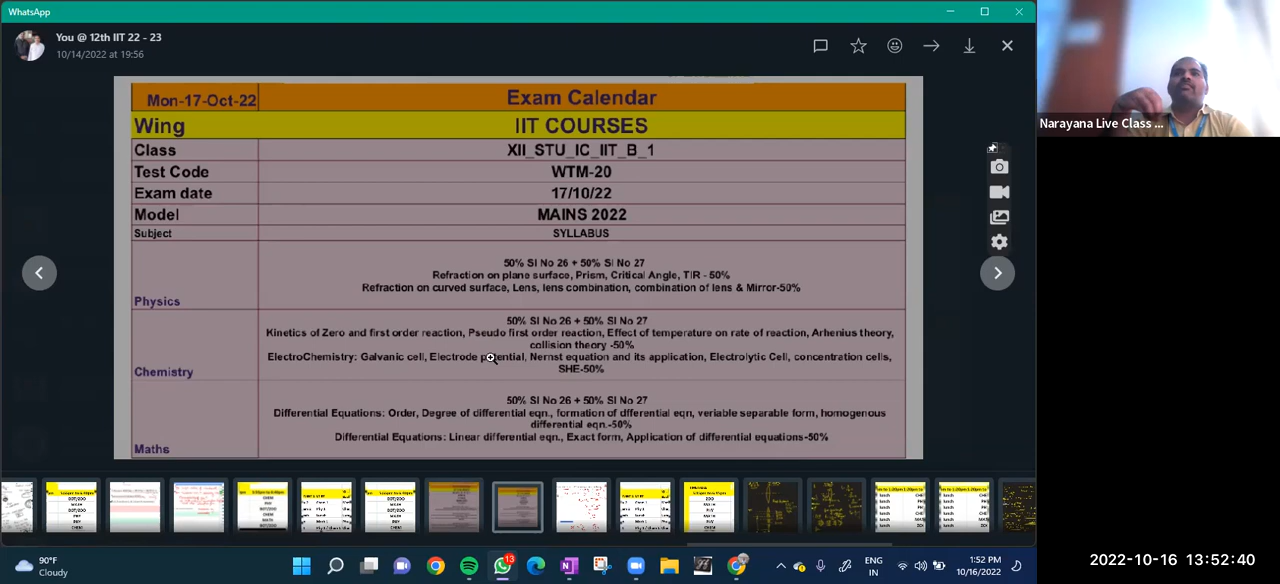 WhatsApp
You @ 12th IIT 22 - 23
10/14/2022 at 19:56
Mon-17-Oct-22 Exam Calendar
Wing IIT COURSES
Class XII_STU_IC_IIT_B_1
Test Code WTM-20
Exam date 17/10/22
Model MAINS 2022
Subject SYLLABUS
50% Sl No 26 + 50% Sl No 27
Refraction on plane surface, Prism, Critical Angle, TIR - 50%
Refraction on curved surface, Lens, lens combination, combination of lens & Mirror-50%
Physics
50% Sl No 26 + 50% Sl No 27
Kinetics of Zero and first order reaction, Pseudo first order reaction, Effect of temperature on rate of reaction, Arhenius theory,
collision theory -50%
ElectroChemistry: Galvanic cell, Electrode potential, Nernst equation and its application, Electrolytic Cell, concentration cells,
SHE-50%
Chemistry
50% Sl No 26 + 50% Sl No 27
Differential Equations: Order, Degree of differential eqn., formation of dfferential eqn, veriable separable form, homogenous
differential eqn.-50%
Differential Equations: Linear differential eqn., Exact form, Application of differential equations-50%
Maths
Narayana Live Class ...
90°F
Cloudy
13
ENG
IN
1:52 PM
10/16/2022
2022-10-16 13:52:40